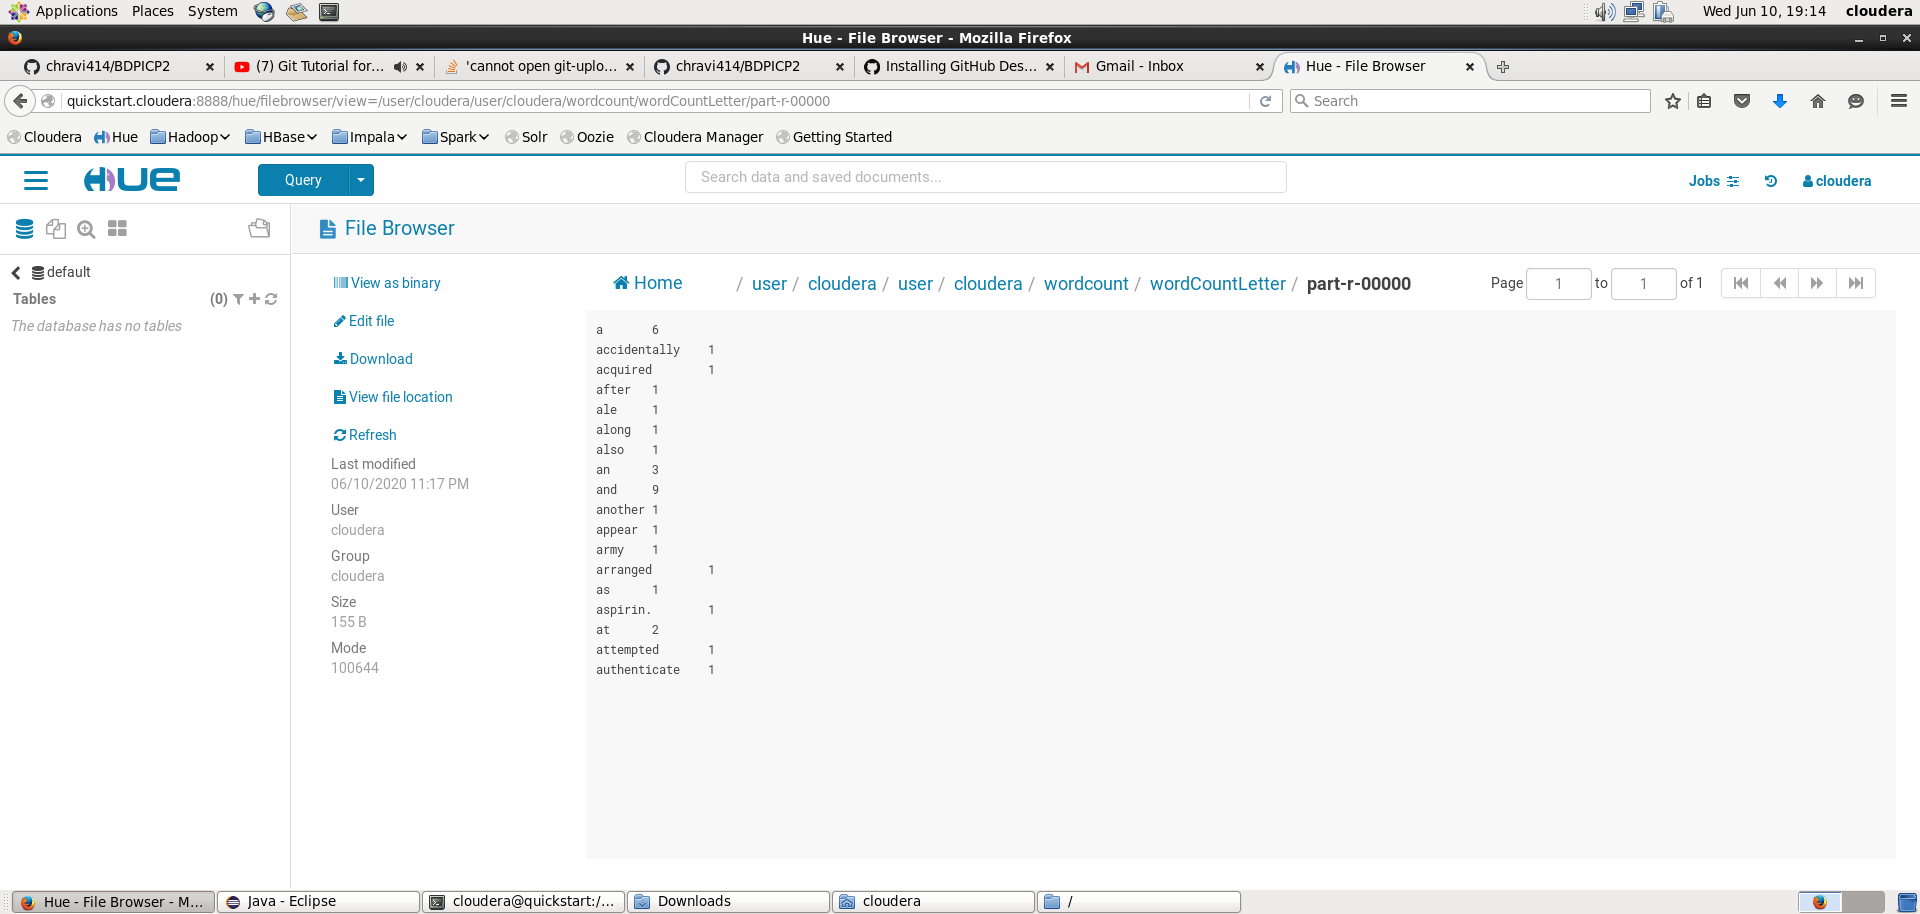 Applications Places System Wed Jun 10, 19:14 cloudera
Hue - File Browser - Mozilla Firefox
chravi414/BDPICP2 (7) Git Tutorial for... 'cannot open git-uplo... chravi414/BDPICP2 Installing GitHub Des... Gmail - Inbox Hue - File Browser
quickstart.cloudera:8888/hue/filebrowser/view=/user/cloudera/user/cloudera/wordcount/wordCountLetter/part-r-00000 Search
Cloudera Hue Hadoop HBase Impala Spark Solr Oozie Cloudera Manager Getting Started
HUE Query Search data and saved documents... Jobs cloudera
File Browser
default
Tables (0)
The database has no tables
View as binary
Edit file
Download
View file location
Refresh
Last modified
06/10/2020 11:17 PM
User
cloudera
Group
cloudera
Size
155 B
Mode
100644
Home / user / cloudera / user / cloudera / wordcount / wordCountLetter / part-r-00000 Page 1 to 1 of 1
a 6
accidentally 1
acquired 1
after 1
ale 1
along 1
also 1
an 3
and 9
another 1
appear 1
army 1
arranged 1
as 1
aspirin. 1
at 2
attempted 1
authenticate 1
Hue - File Browser - M... Java - Eclipse cloudera@quickstart:/... Downloads cloudera /